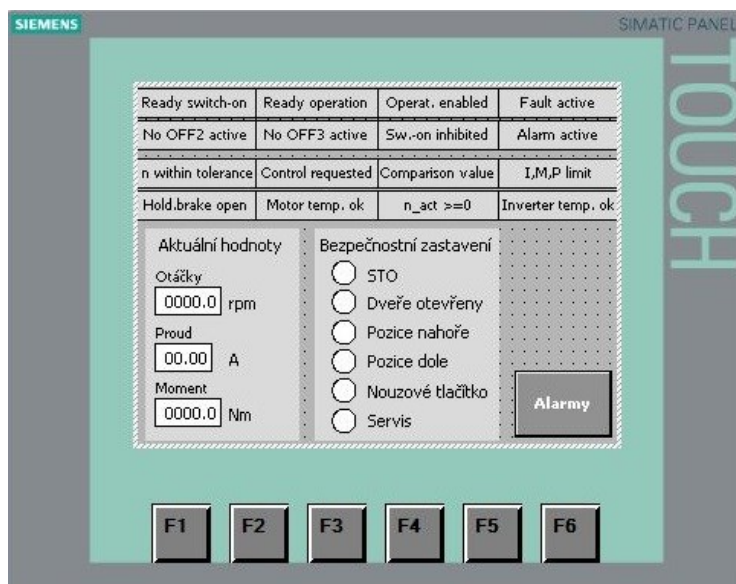 SIEMENS
SIMATIC PANEL
TOUCH
Ready switch-on Ready operation Operat. enabled Fault active
No OFF2 active No OFF3 active Sw.-on inhibited Alarm active
n within tolerance Control requested Comparison value I,M,P limit
Hold.brake open Motor temp. ok n_act >=0 Inverter temp. ok
Aktuální hodnoty
Otáčky
0000.0 rpm
Proud
00.00 A
Moment
0000.0 Nm
Bezpečnostní zastavení
STO
Dveře otevřeny
Pozice nahoře
Pozice dole
Nouzové tlačítko
Servis
Alarmy
F1 F2 F3 F4 F5 F6